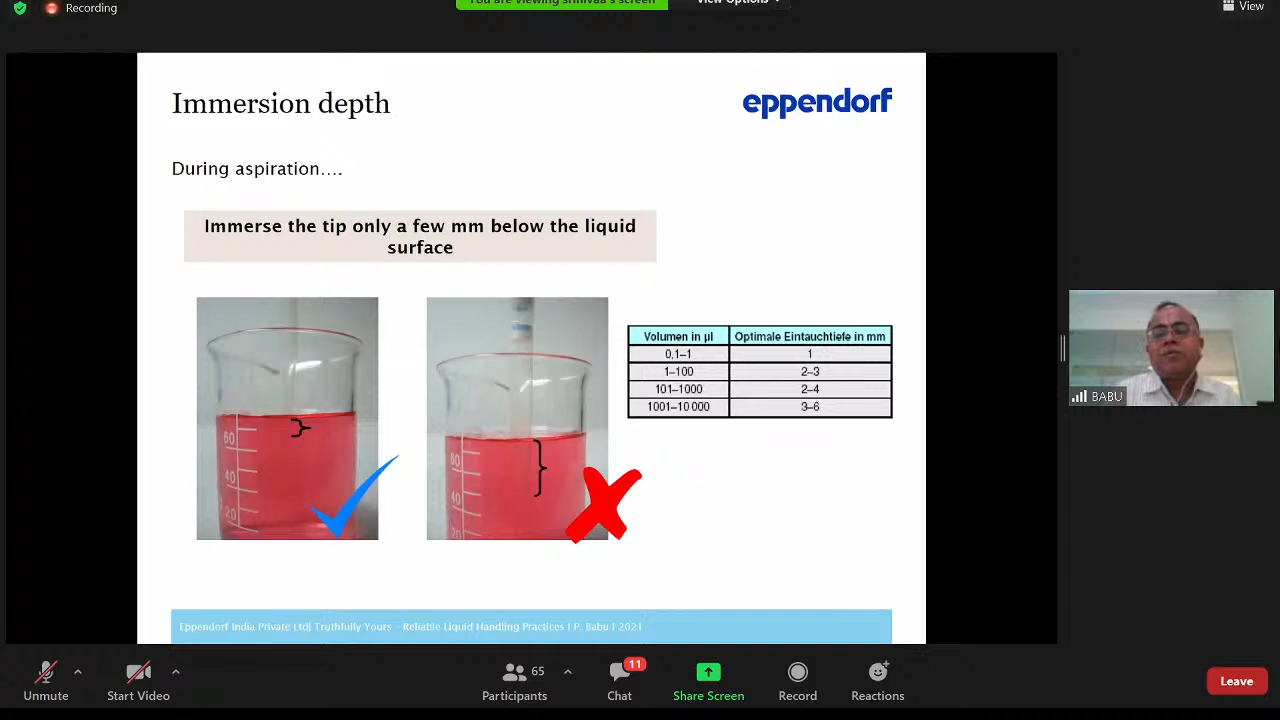 Recording
You are viewing srinivaa's screen
View Options
View
Immersion depth
eppendorf
During aspiration....
Immerse the tip only a few mm below the liquid
surface
60
40
20
60
40
20
Volumen in µl Optimale Eintauchtiefe in mm
0,1–1 1
1–100 2–3
101–1000 2–4
1001–10 000 3–6
BABU
Eppendorf India Private Ltd| Truthfully Yours - Reliable Liquid Handling Practices | P. Babu | 2021
65
11
Unmute
Start Video
Participants
Chat
Share Screen
Record
Reactions
Leave